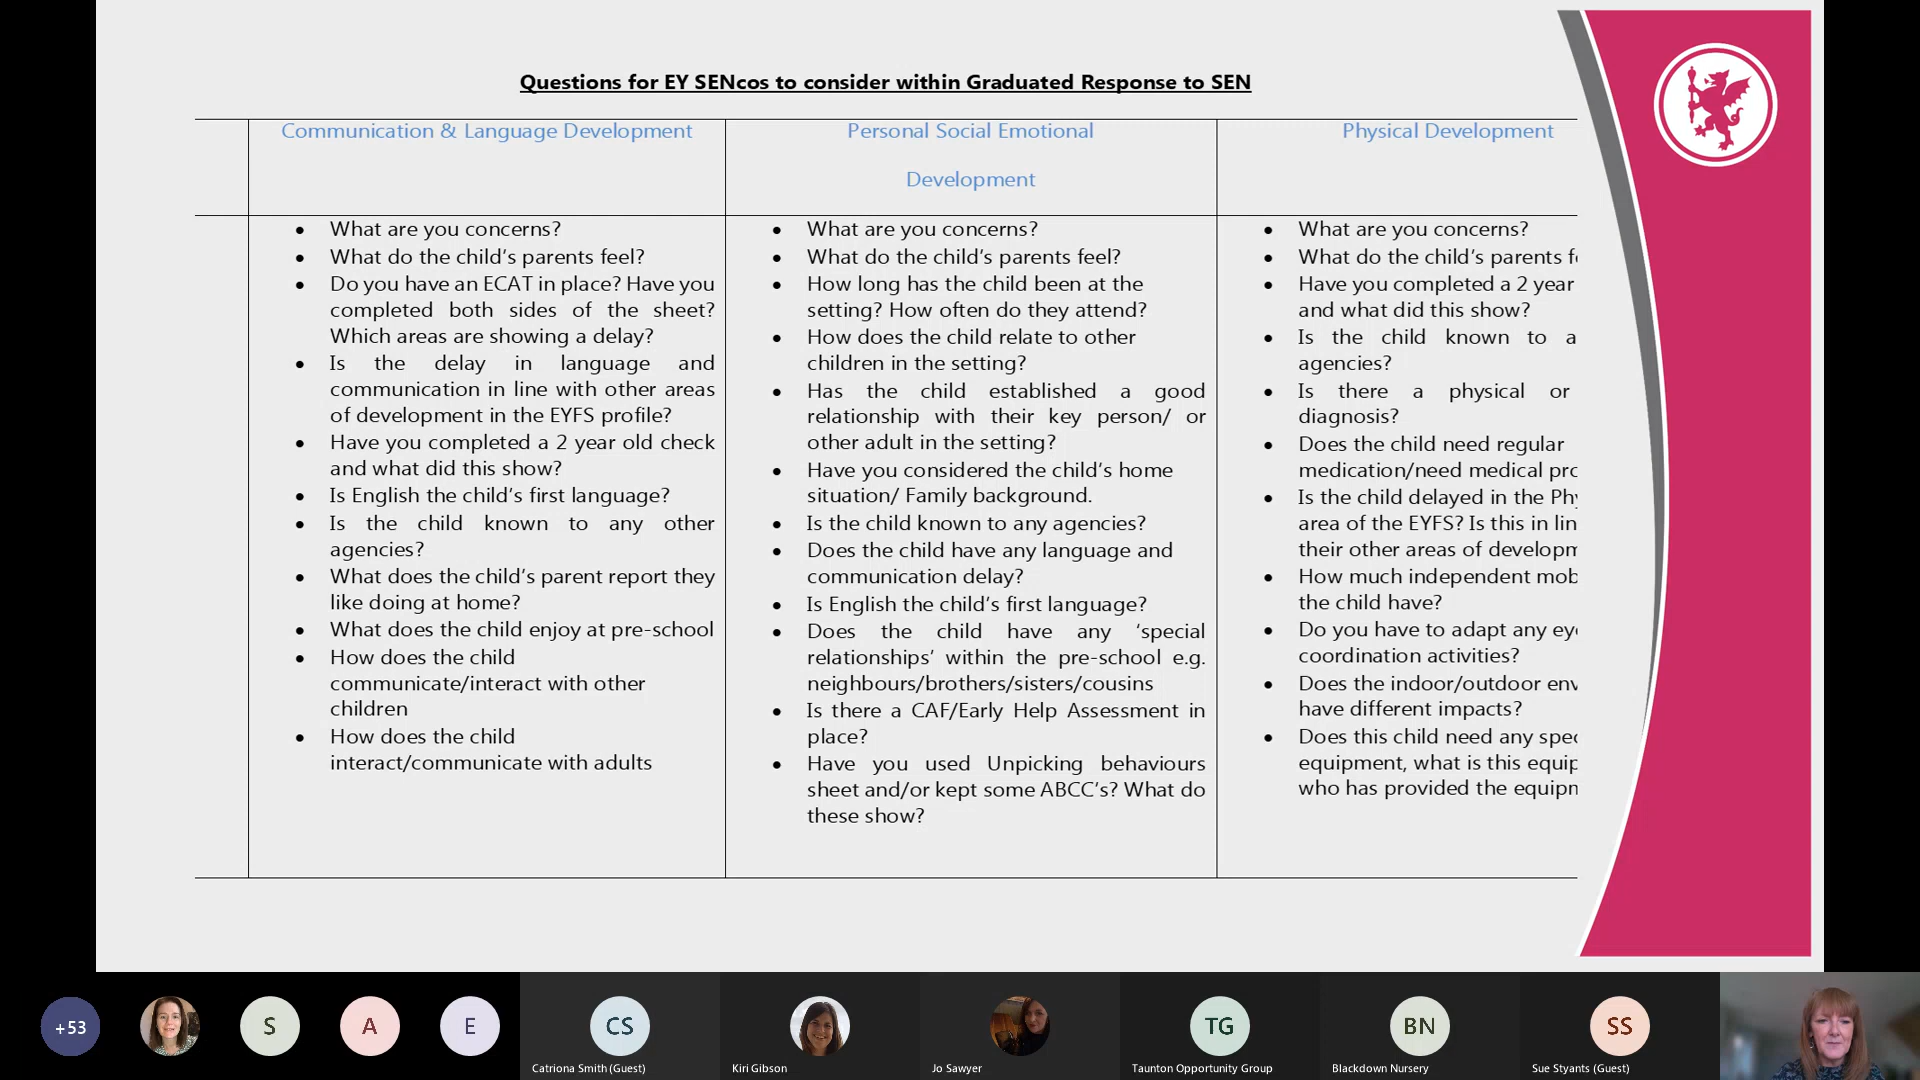 Questions for EY SENcos to consider within Graduated Response to SEN
Communication & Language Development
• What are you concerns?
• What do the child's parents feel?
• Do you have an ECAT in place? Have you
completed both sides of the sheet?
Which areas are showing a delay?
• Is the delay in language and
communication in line with other areas
of development in the EYFS profile?
• Have you completed a 2 year old check
and what did this show?
• Is English the child's first language?
• Is the child known to any other
agencies?
• What does the child's parent report they
like doing at home?
• What does the child enjoy at pre-school
• How does the child
communicate/interact with other
children
• How does the child
interact/communicate with adults
Personal Social Emotional
Development
• What are you concerns?
• What do the child's parents feel?
• How long has the child been at the
setting? How often do they attend?
• How does the child relate to other
children in the setting?
• Has the child established a good
relationship with their key person/ or
other adult in the setting?
• Have you considered the child's home
situation/ Family background.
• Is the child known to any agencies?
• Does the child have any language and
communication delay?
• Is English the child's first language?
• Does the child have any ‘special
relationships’ within the pre-school e.g.
neighbours/brothers/sisters/cousins
• Is there a CAF/Early Help Assessment in
place?
• Have you used Unpicking behaviours
sheet and/or kept some ABCC's? What do
these show?
Physical Development
• What are you concerns?
• What do the child's parents
• Have you completed a 2 year
and what did this show?
• Is the child known to
agencies?
• Is there a physical or
diagnosis?
• Does the child need regular
medication/need medical
• Is the child delayed in the
area of the EYFS? Is this in
their other areas of
• How much independent
the child have?
• Do you have to adapt any
coordination activities?
• Does the indoor/outdoor
have different impacts?
• Does this child need any
equipment, what is this
who has provided the
+53
S
A
E
CS
Catriona Smith (Guest)
Kiri Gibson
Jo Sawyer
TG
Taunton Opportunity Group
BN
Blackdown Nursery
SS
Sue Styants (Guest)